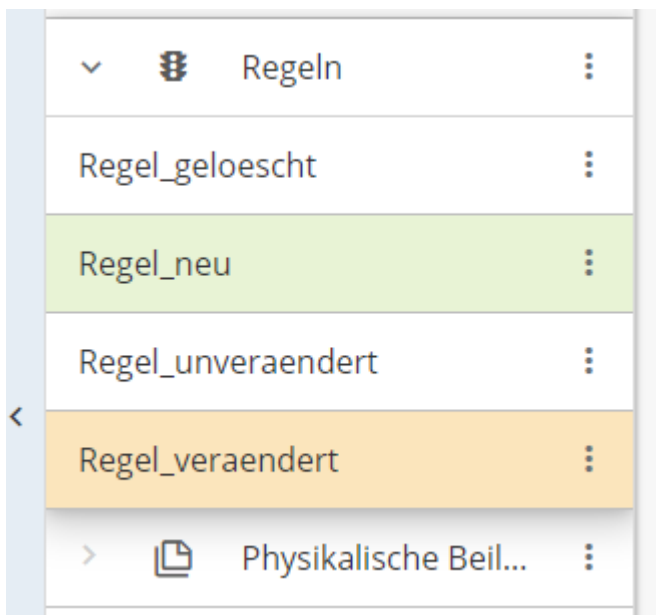 Regeln
Regel_geloescht
Regel_neu
Regel_unveraendert
Regel_veraendert
Physikalische Beil...